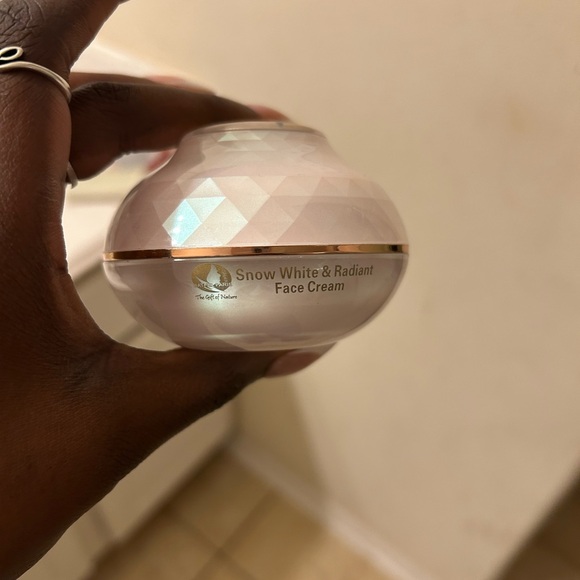 Snow White & Radiant
Face Cream
The Gift of Nature